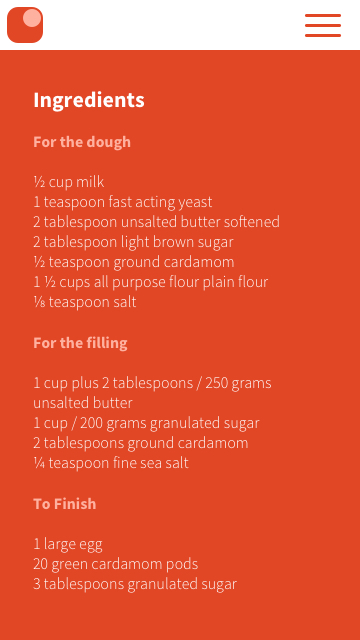 Ingredients
For the dough
½ cup milk
1 teaspoon fast acting yeast
2 tablespoon unsalted butter softened
2 tablespoon light brown sugar
½ teaspoon ground cardamom
1 ½ cups all purpose flour plain flour
⅛ teaspoon salt
For the filling
1 cup plus 2 tablespoons / 250 grams
unsalted butter
1 cup / 200 grams granulated sugar
2 tablespoons ground cardamom
¼ teaspoon fine sea salt
To Finish
1 large egg
20 green cardamom pods
3 tablespoons granulated sugar